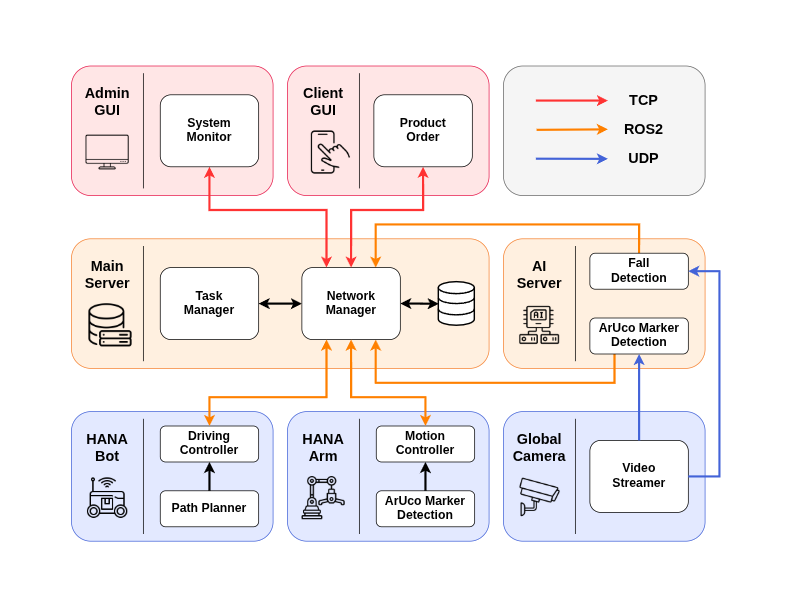 Admin
GUI
System
Monitor
Client
GUI
Product
Order
TCP
ROS2
UDP
Main
Server
Task
Manager
Network
Manager
AI
Server
AI
Fall
Detection
ArUco Marker
Detection
HANA
Bot
Driving
Controller
Path Planner
HANA
Arm
Motion
Controller
ArUco Marker
Detection
Global
Camera
Video
Streamer